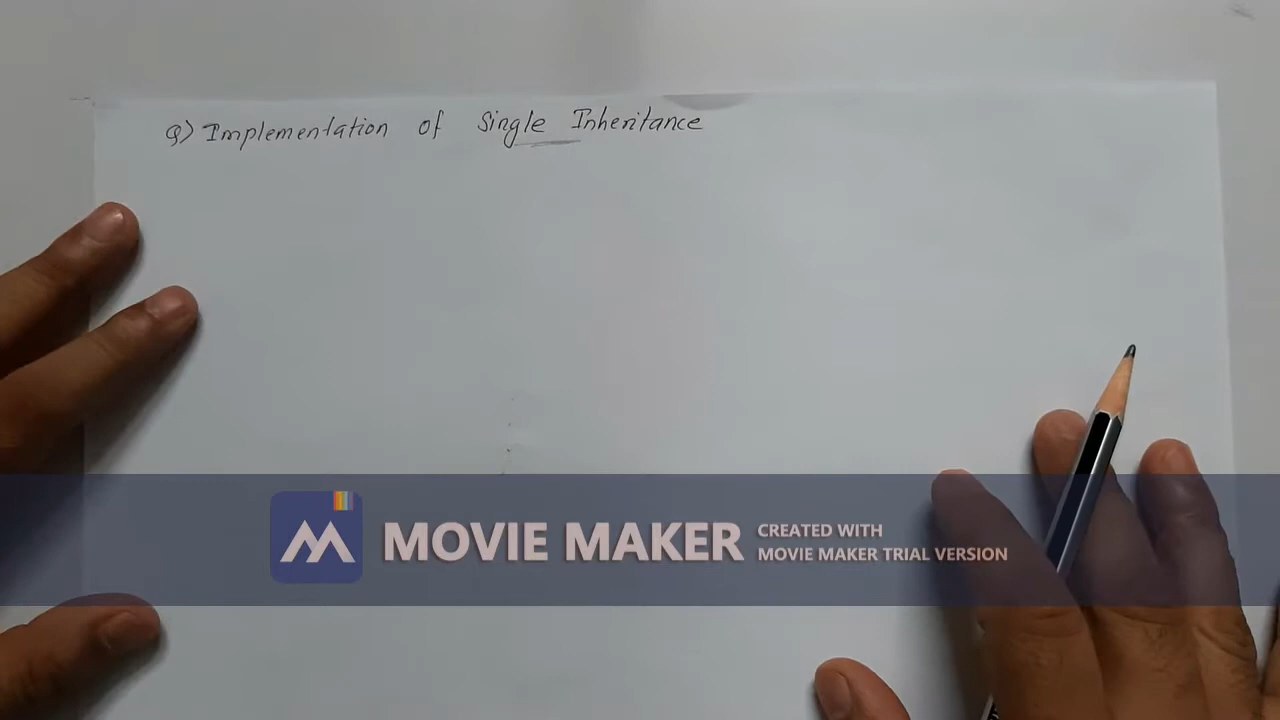 Q) Implementation of Single Inheritance
MOVIE MAKER
CREATED WITH
MOVIE MAKER TRIAL VERSION